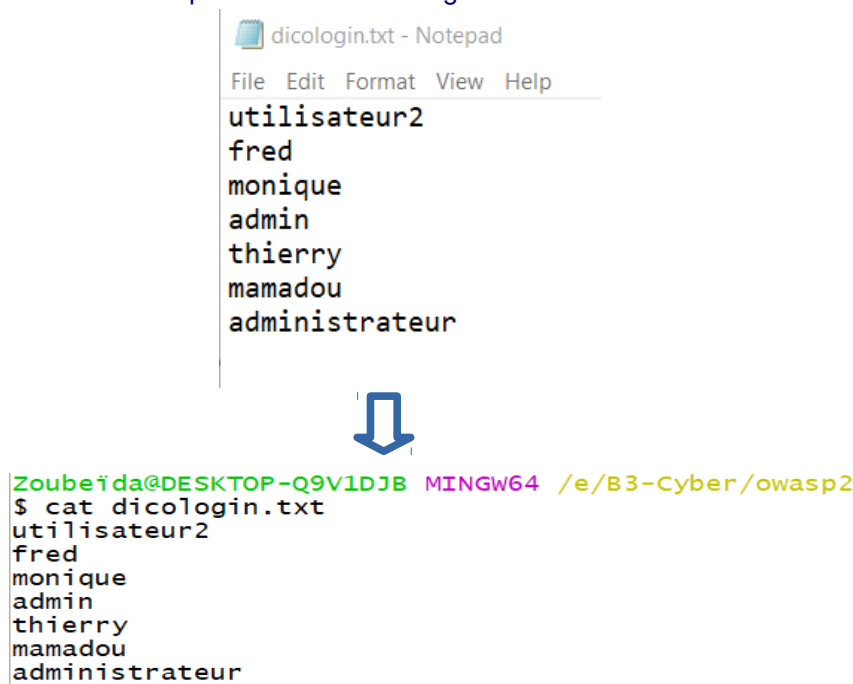 dicologin.txt - Notepad
File Edit Format View Help
utilisateur2
fred
monique
admin
thierry
mamadou
administrateur
Zoubeïda@DESKTOP-Q9V1DJB MINGW64 /e/B3-Cyber/owasp2
$ cat dicologin.txt
utilisateur2
fred
monique
admin
thierry
mamadou
administrateur